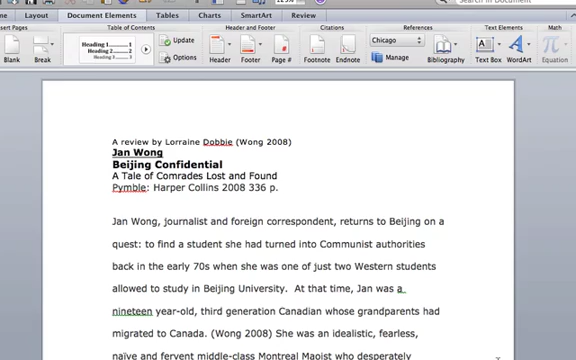 Search in Document
Layout
Document Elements
Tables
Charts
SmartArt
Review
Insert Pages
Table of Contents
Header and Footer
Citations
References
Text Elements
Math
Blank
Break
Heading 1
Heading 2
Heading 3
Update
Options
Header
Footer
Page #
Footnote
Endnote
Chicago
Manage
Bibliography
Text Box
WordArt
Equation
A review by Lorraine Dobbie (Wong 2008)
Jan Wong
Beijing Confidential
A Tale of Comrades Lost and Found
Pymble: Harper Collins 2008 336 p.
Jan Wong, journalist and foreign correspondent, returns to Beijing on a
quest: to find a student she had turned into Communist authorities
back in the early 70s when she was one of just two Western students
allowed to study in Beijing University.  At that time, Jan was a
nineteen year-old, third generation Canadian whose grandparents had
migrated to Canada. (Wong 2008) She was an idealistic, fearless,
naïve and fervent middle-class Montreal Maoist who desperately